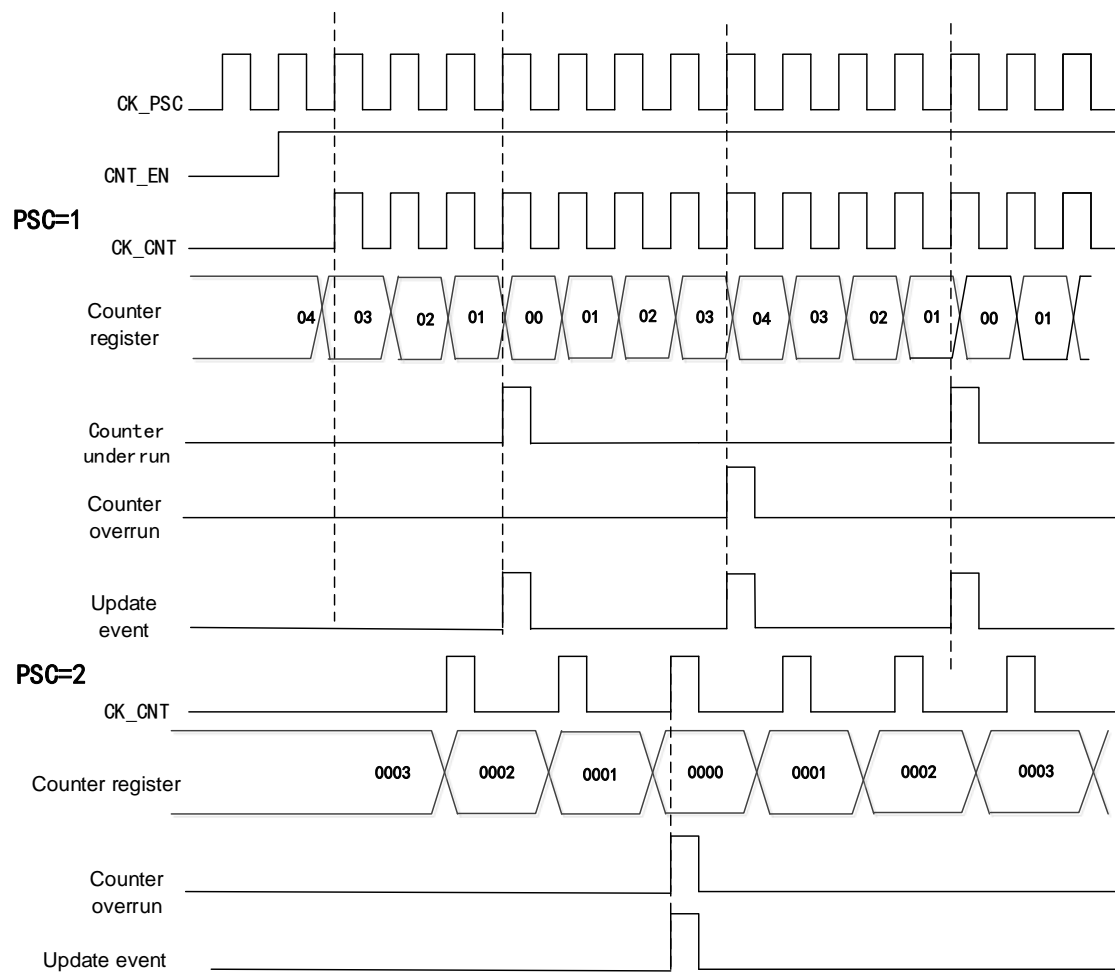 CK_PSC
CNT_EN
PSC=1
CK_CNT
Counter
register
04 03 02 01 00 01 02 03 04 03 02 01 00 01
Counter
underrun
Counter
overrun
Update
event
PSC=2
CK_CNT
Counter register
0003 0002 0001 0000 0001 0002 0003
Counter
overrun
Update event